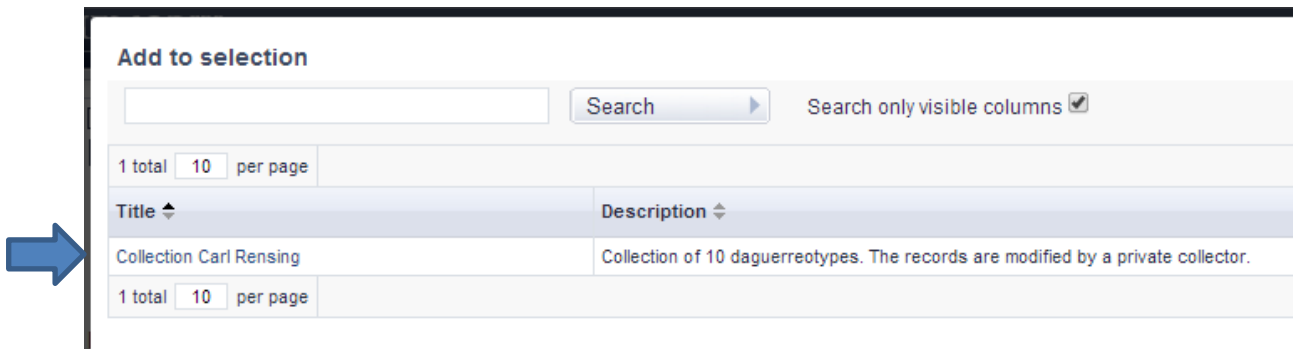 Add to selection
Search Search only visible columns
1 total 10 per page
Title Description
Collection Carl Rensing Collection of 10 daguerreotypes. The records are modified by a private collector.
1 total 10 per page